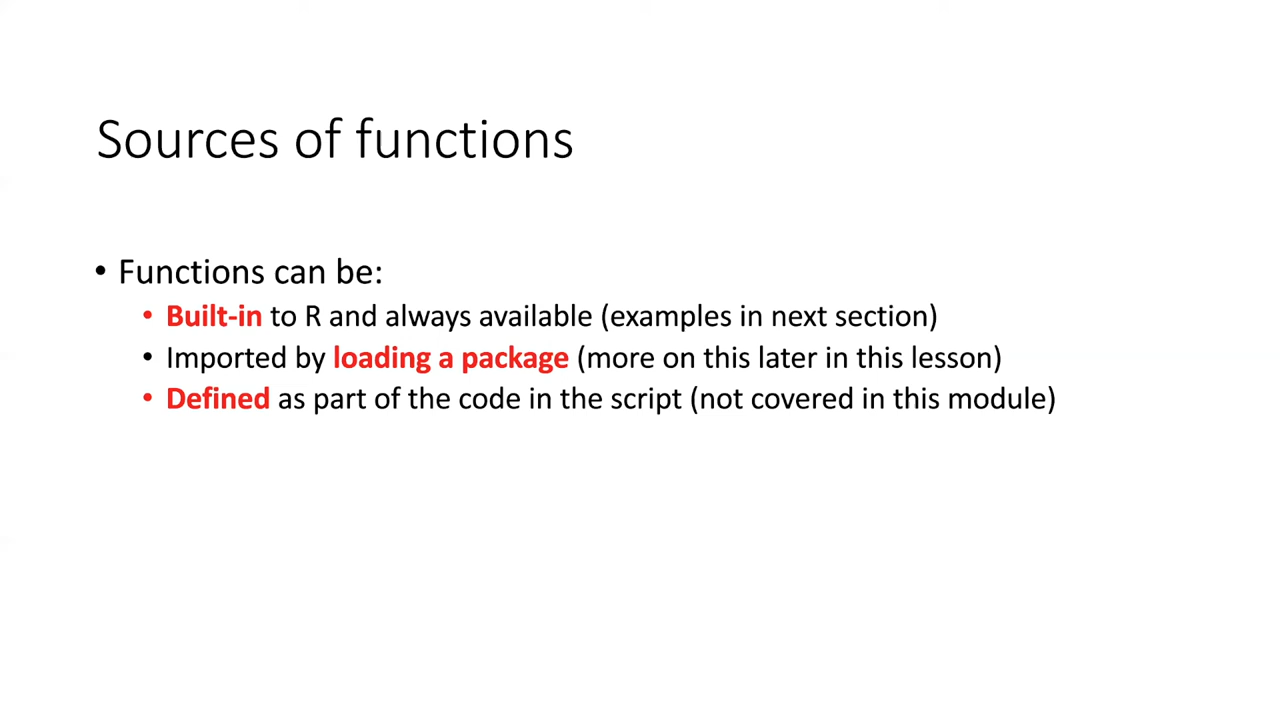 Sources of functions
• Functions can be:
• Built-in to R and always available (examples in next section)
• Imported by loading a package (more on this later in this lesson)
• Defined as part of the code in the script (not covered in this module)